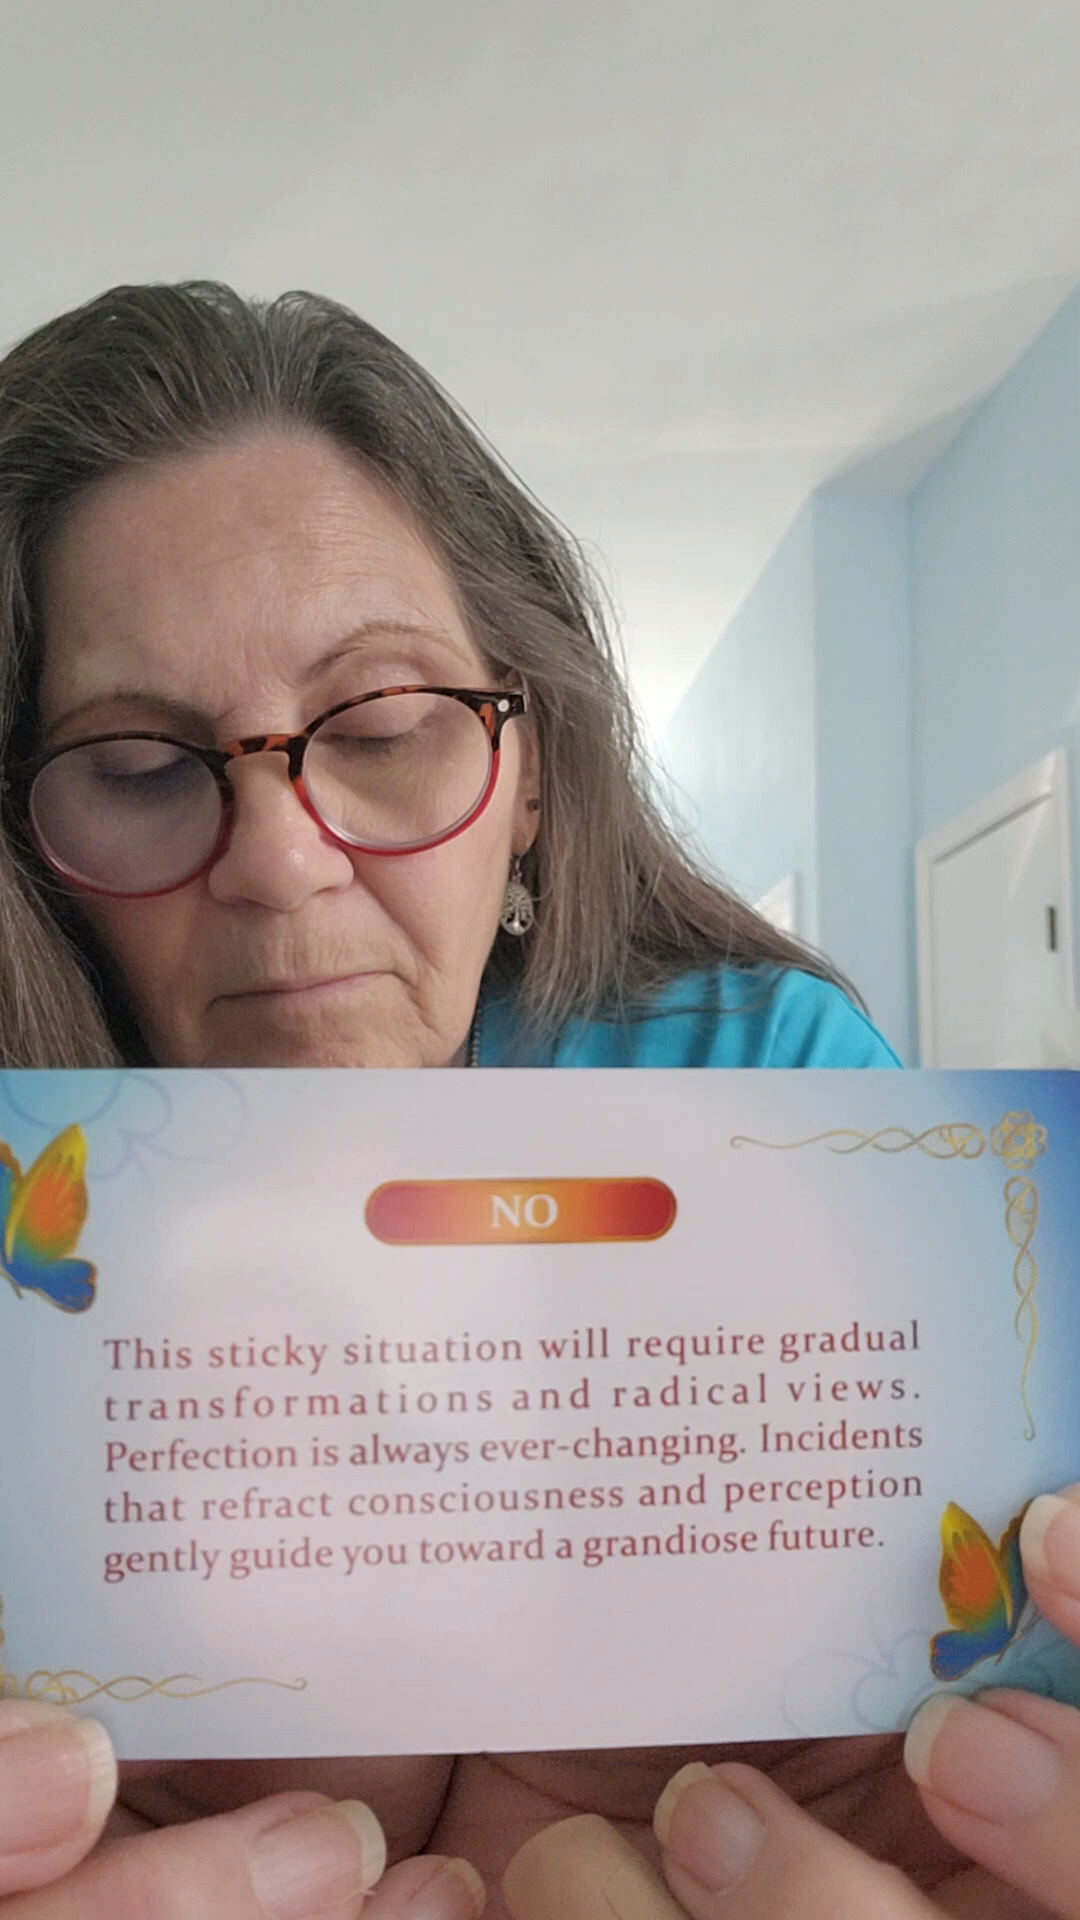 NO
This sticky situation will require gradual
transformations and radical views.
Perfection is always ever-changing. Incidents
that refract consciousness and perception
gently guide you toward a grandiose future.